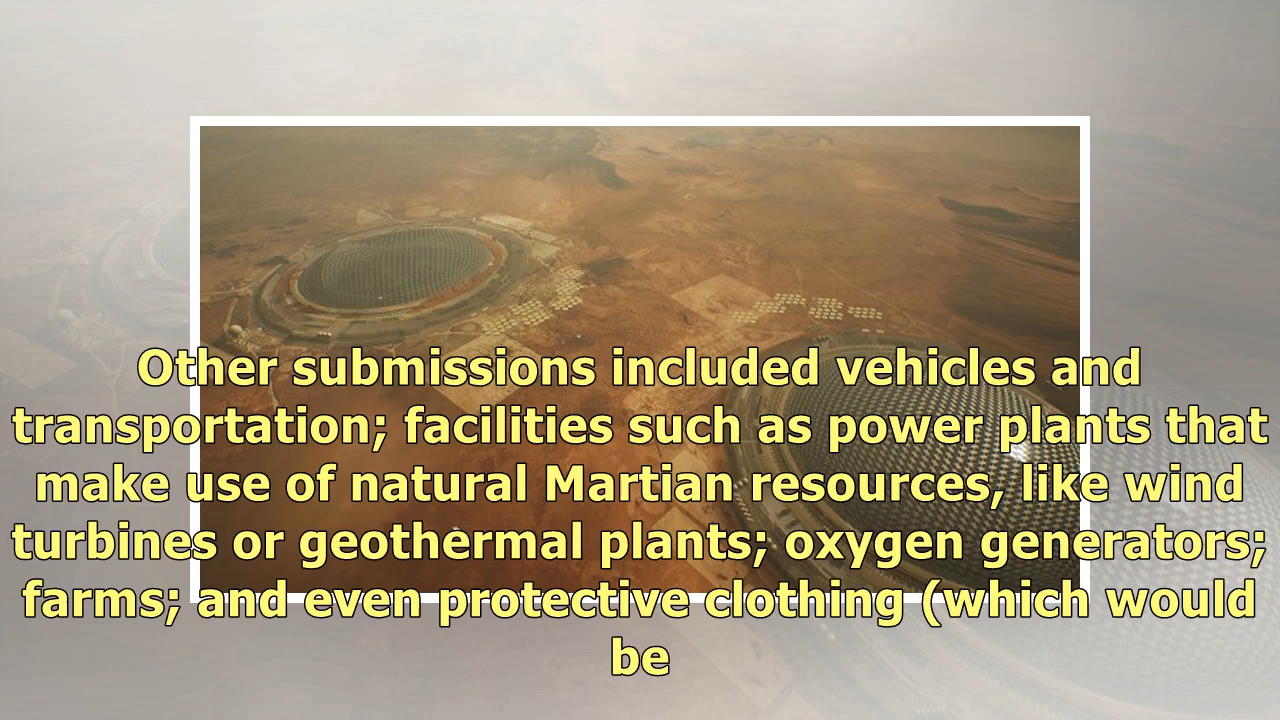 Other submissions included vehicles and
transportation; facilities such as power plants that
make use of natural Martian resources, like wind
turbines or geothermal plants; oxygen generators;
farms; and even protective clothing (which would
be